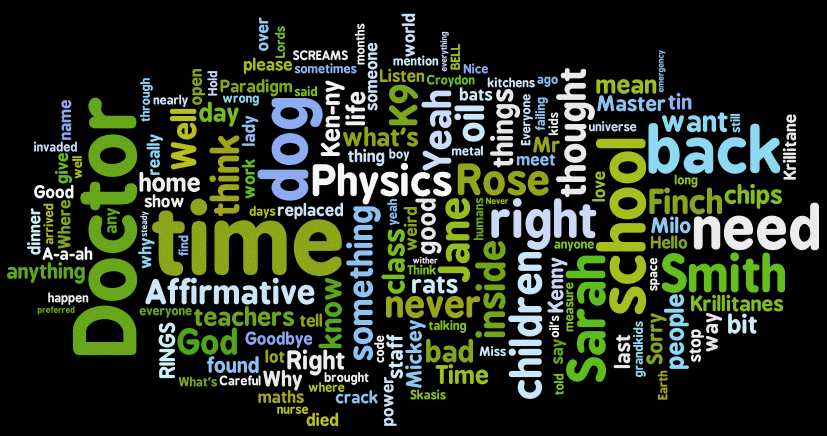 over
Lords
SCREAMS
months
world
mention
everything
BELL
please
sometimes
someone
Listen
Croydon
Nice
emergency
through
nearly
open
Hold
Paradigm
said
wrong
day
K9
kitchens
ago
mean
Master
tin
name
invaded
Well
lady
dog
Ken-ny
life
what's
Yeah
oil
bats
things
Everyone
failing
kids
thought
universe
want
still
Krillitane
Doctor
give
well
really
think
work
thing
boy
metal
Mr
meet
love
school
back
Good
home
show
Physics
Rose
long
Finch
chips
dinner
arrived
Where
any
steady
time
days
replaced
yeah
weird
good
Jane
humans
Never
right
anyone
Milo
Hello
need
A-a-ah
why
find
something
class
wither
Think
inside
children
Kenny
space
Smith
anything
Affirmative
know
rats
never
oil's
measure
Sarah
Krillitanes
happen
preferred
everyone
teachers
tell
God
Goodbye
code
staff
Mickey
talking
bad
Miss
say
told
last
grandkids
Sorry
Earth
people
stop
way
bit
RINGS
found
lot
Right
What's
Careful
Why
where
brought
power
Time
Skasis
maths
nurse
crack
died